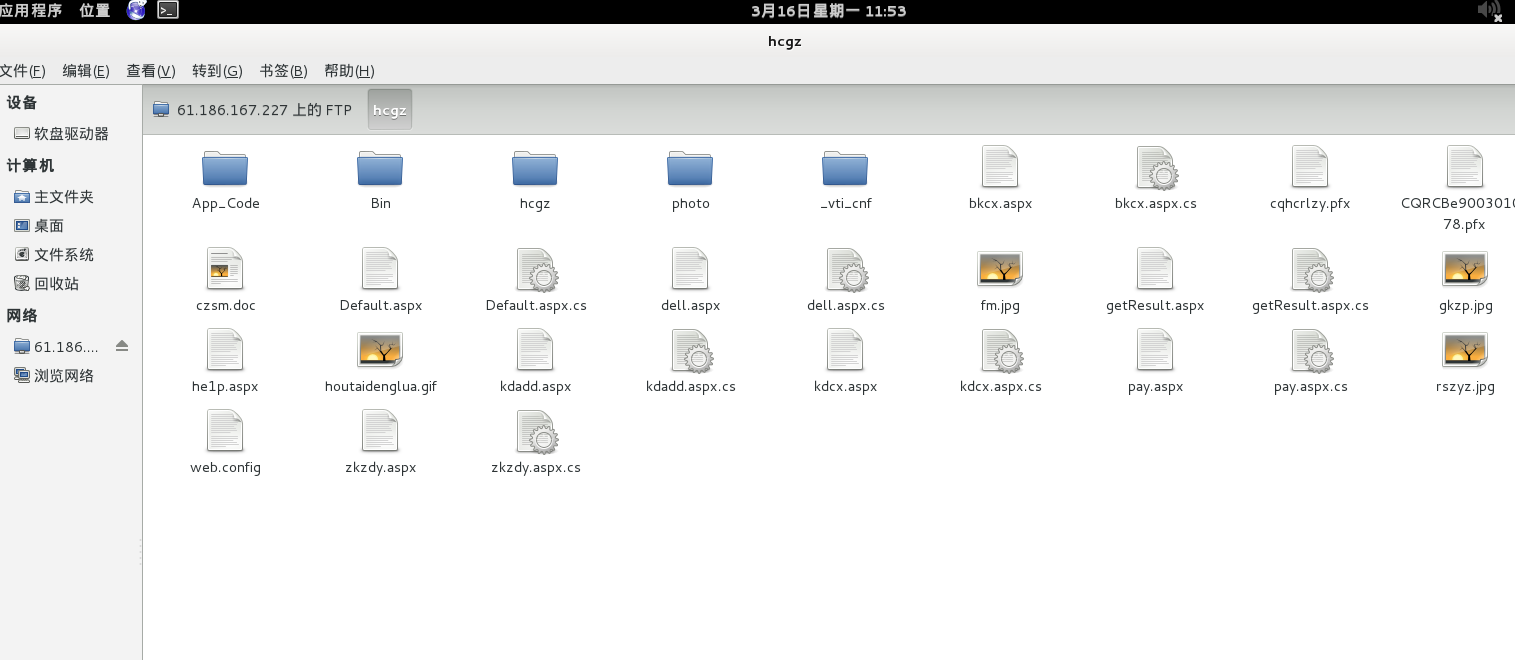 应用程序 位置 3月16日星期一 11:53
hcgz
文件(F) 编辑(E) 查看(V) 转到(G) 书签(B) 帮助(H)
设备
软盘驱动器
计算机
主文件夹
桌面
文件系统
回收站
网络
61.186....
浏览网络
61.186.167.227 上的 FTP hcgz
App_Code Bin hcgz photo _vti_cnf bkcx.aspx bkcx.aspx.cs cqhcrlzy.pfx CQRCBe9003010
78.pfx
czsm.doc Default.aspx Default.aspx.cs dell.aspx dell.aspx.cs fm.jpg getResult.aspx getResult.aspx.cs gkzp.jpg
he1p.aspx houtaidenglua.gif kdadd.aspx kdadd.aspx.cs kdcx.aspx kdcx.aspx.cs pay.aspx pay.aspx.cs rszyz.jpg
web.config zkzdy.aspx zkzdy.aspx.cs